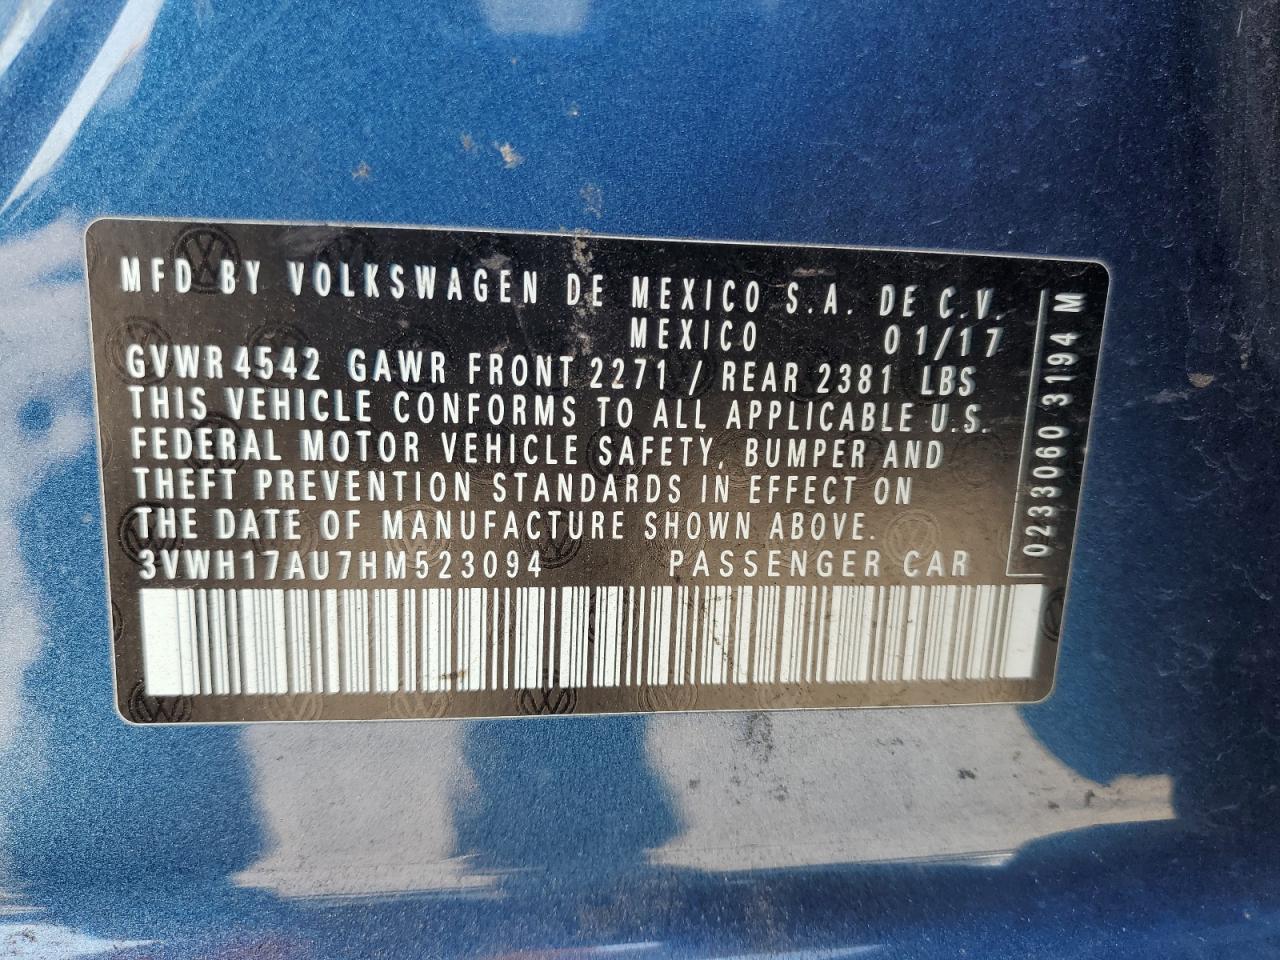 MFD BY VOLKSWAGEN DE MEXICO S.A. DE C.V.
MEXICO 01/17
GVWR 4542 GAWR FRONT 2271 / REAR 2381 LBS
THIS VEHICLE CONFORMS TO ALL APPLICABLE U.S.
FEDERAL MOTOR VEHICLE SAFETY, BUMPER AND
THEFT PREVENTION STANDARDS IN EFFECT ON
THE DATE OF MANUFACTURE SHOWN ABOVE.
3VWH17AU7HM523094 PASSENGER CAR
0233060 3194 M